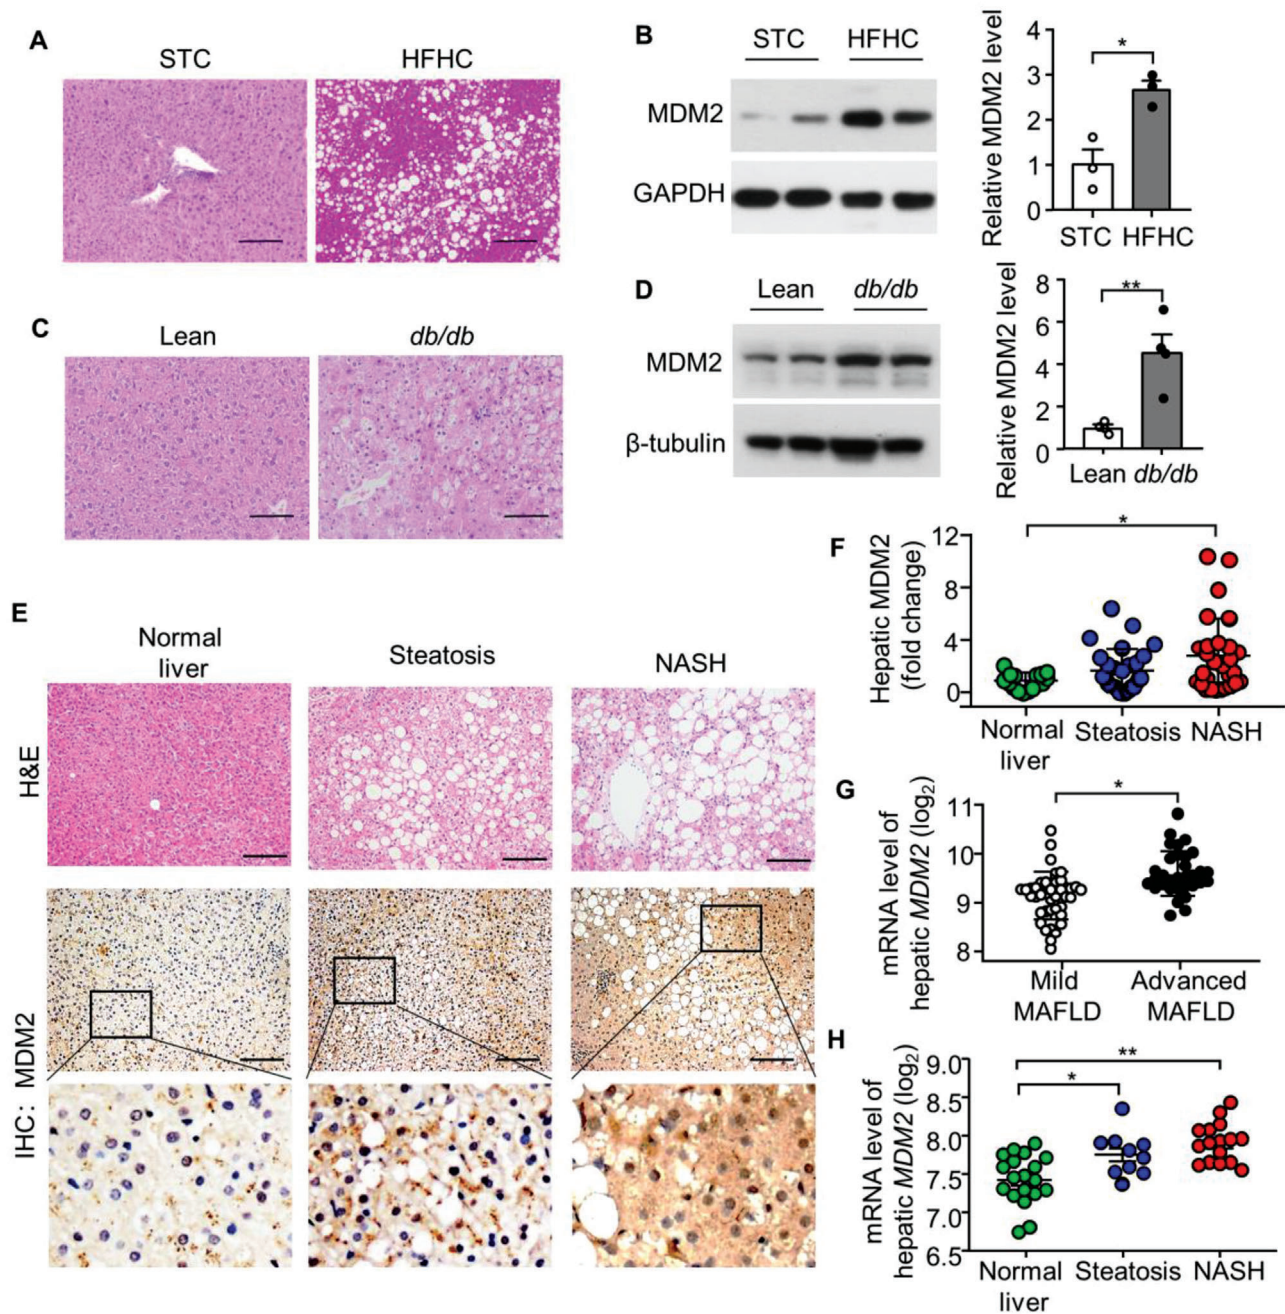 A
STC HFHC
B
STC HFHC
MDM2
GAPDH
Relative MDM2 level
4
3
2
1
0
*
STC HFHC
C
Lean db/db
D
Lean db/db
MDM2
β-tubulin
Relative MDM2 level
8
6
4
2
0
**
Lean db/db
E
Normal
liver
Steatosis
NASH
H&E
IHC: MDM2
F
Hepatic MDM2
(fold change)
12
8
4
0
*
Normal
liver
Steatosis
NASH
G
mRNA level of
hepatic MDM2 (log2)
11
10
9
8
*
Mild
MAFLD
Advanced
MAFLD
H
mRNA level of
hepatic MDM2 (log2)
9.0
8.5
8.0
7.5
7.0
6.5
*
**
Normal
liver
Steatosis
NASH